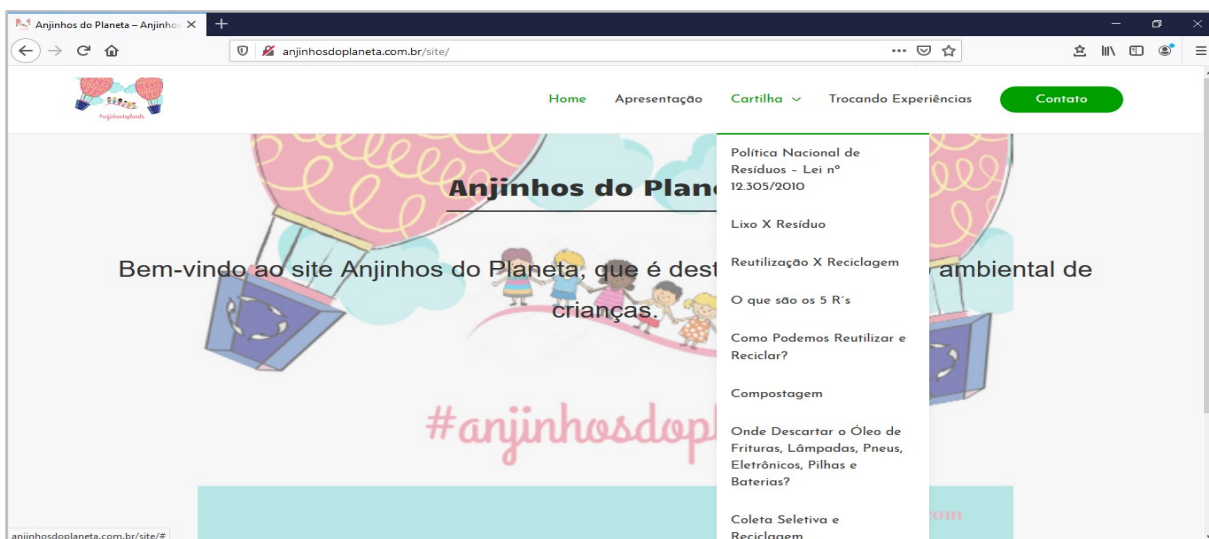 Anjinhos do Planeta – Anjinhos
anjinhosdoplaneta.com.br/site/
#anjinhosdoplaneta
Home Apresentação Cartilha Trocando Experiências Contato
Política Nacional de
Resíduos – Lei nº
12.305/2010
Lixo X Resíduo
Reutilização X Reciclagem
O que são os 5 R´s
Como Podemos Reutilizar e
Reciclar?
Compostagem
Onde Descartar o Óleo de
Frituras, Lâmpadas, Pneus,
Eletrônicos, Pilhas e
Baterias?
Coleta Seletiva e
Reciclagem
Anjinhos do Plan
Bem-vindo ao site Anjinhos do Planeta, que é dest ambiental de
crianças.
#anjinhosdopl
com
anjinhosdoplaneta.com.br/site/#